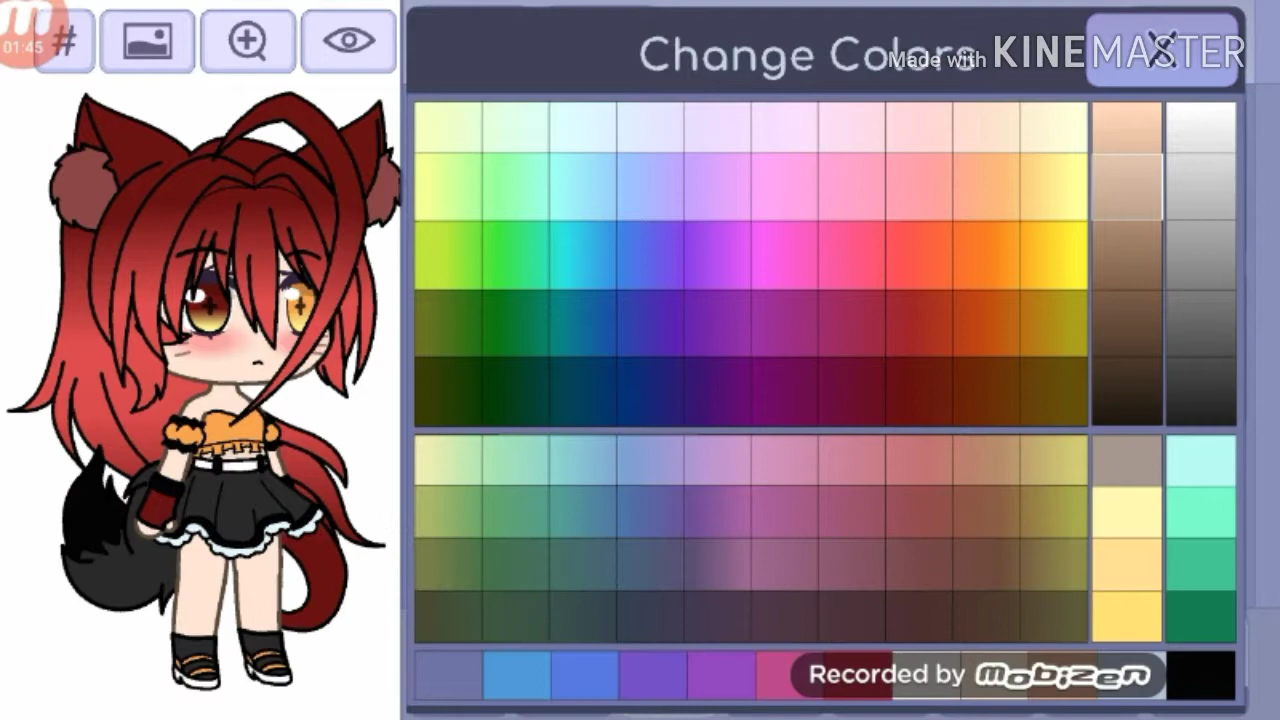 01:45
#
Change Colors
X
Made with KINEMASTER
Recorded by mobizen